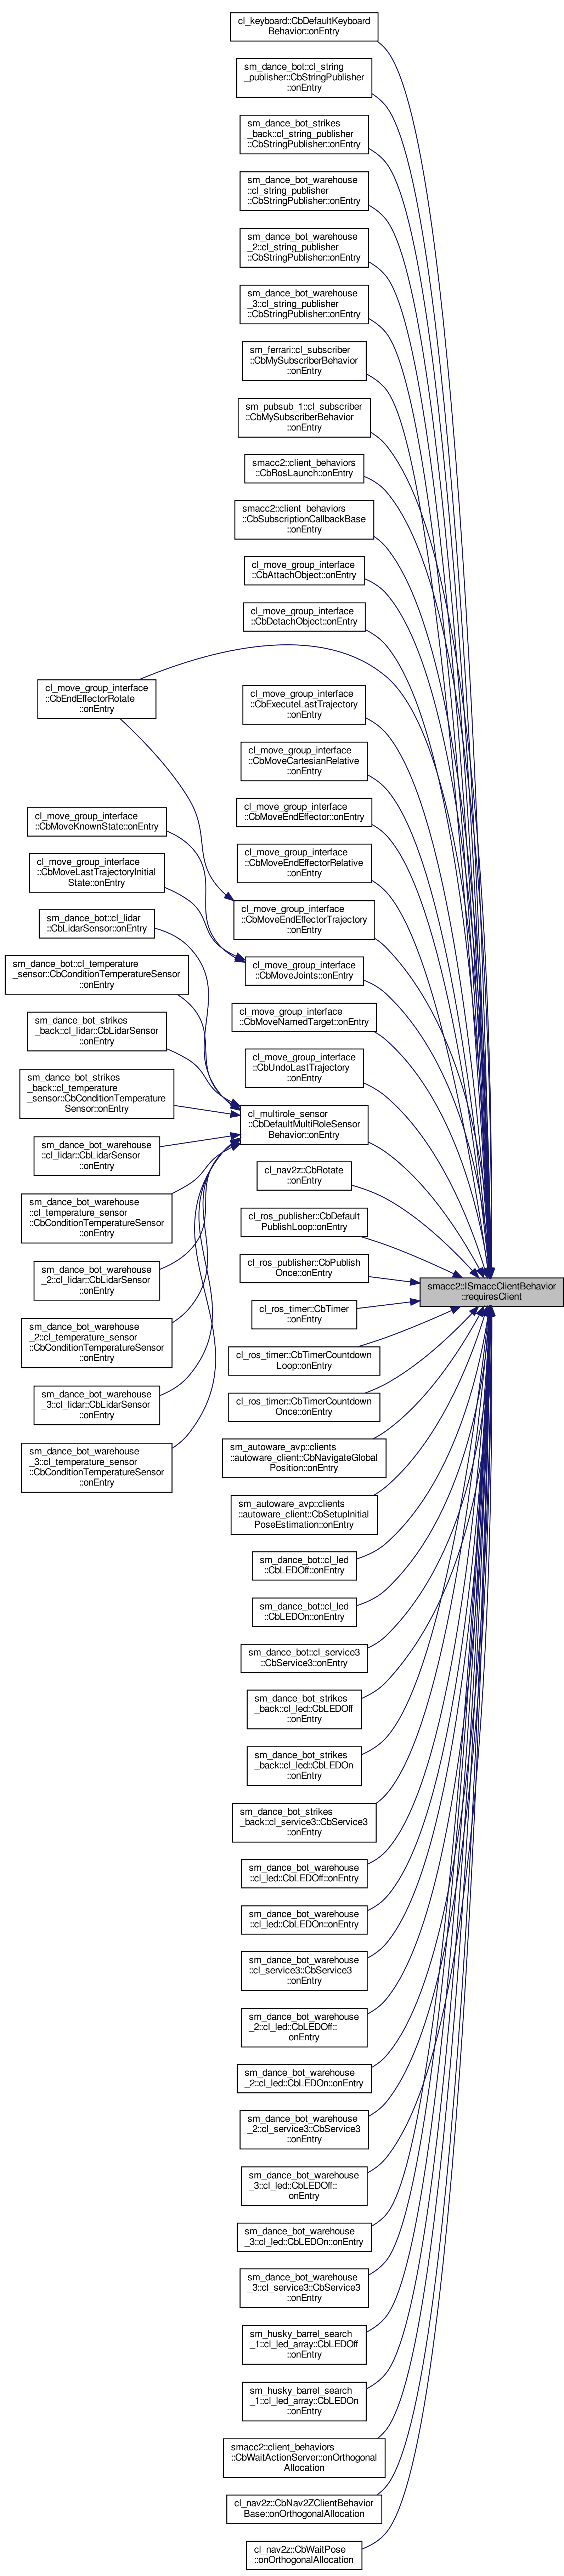 cl_keyboard::CbDefaultKeyboard
Behavior::onEntry
sm_dance_bot::cl_string
_publisher::CbStringPublisher
::onEntry
sm_dance_bot_strikes
_back::cl_string_publisher
::CbStringPublisher::onEntry
sm_dance_bot_warehouse
::cl_string_publisher
::CbStringPublisher::onEntry
sm_dance_bot_warehouse
_2::cl_string_publisher
::CbStringPublisher::onEntry
sm_dance_bot_warehouse
_3::cl_string_publisher
::CbStringPublisher::onEntry
sm_ferrari::cl_subscriber
::CbMySubscriberBehavior
::onEntry
sm_pubsub_1::cl_subscriber
::CbMySubscriberBehavior
::onEntry
smacc2::client_behaviors
::CbRosLaunch::onEntry
smacc2::client_behaviors
::CbSubscriptionCallbackBase
::onEntry
cl_move_group_interface
::CbAttachObject::onEntry
cl_move_group_interface
::CbDetachObject::onEntry
cl_move_group_interface
::CbEndEffectorRotate
::onEntry
cl_move_group_interface
::CbExecuteLastTrajectory
::onEntry
cl_move_group_interface
::CbMoveCartesianRelative
::onEntry
cl_move_group_interface
::CbMoveEndEffector::onEntry
cl_move_group_interface
::CbMoveKnownState::onEntry
cl_move_group_interface
::CbMoveEndEffectorRelative
::onEntry
cl_move_group_interface
::CbMoveLastTrajectoryInitial
State::onEntry
cl_move_group_interface
::CbMoveEndEffectorTrajectory
::onEntry
sm_dance_bot::cl_lidar
::CbLidarSensor::onEntry
cl_move_group_interface
::CbMoveJoints::onEntry
sm_dance_bot::cl_temperature
_sensor::CbConditionTemperatureSensor
::onEntry
cl_move_group_interface
::CbMoveNamedTarget::onEntry
sm_dance_bot_strikes
_back::cl_lidar::CbLidarSensor
::onEntry
cl_move_group_interface
::CbUndoLastTrajectory
::onEntry
sm_dance_bot_strikes
_back::cl_temperature
_sensor::CbConditionTemperature
Sensor::onEntry
cl_multirole_sensor
::CbDefaultMultiRoleSensor
Behavior::onEntry
sm_dance_bot_warehouse
::cl_lidar::CbLidarSensor
::onEntry
cl_nav2z::CbRotate
::onEntry
sm_dance_bot_warehouse
::cl_temperature_sensor
::CbConditionTemperatureSensor
::onEntry
cl_ros_publisher::CbDefault
PublishLoop::onEntry
sm_dance_bot_warehouse
_2::cl_lidar::CbLidarSensor
::onEntry
cl_ros_publisher::CbPublish
Once::onEntry
smacc2::ISmaccClientBehavior
::requiresClient
cl_ros_timer::CbTimer
::onEntry
sm_dance_bot_warehouse
_2::cl_temperature_sensor
::CbConditionTemperatureSensor
::onEntry
cl_ros_timer::CbTimerCountdown
Loop::onEntry
sm_dance_bot_warehouse
_3::cl_lidar::CbLidarSensor
::onEntry
cl_ros_timer::CbTimerCountdown
Once::onEntry
sm_dance_bot_warehouse
_3::cl_temperature_sensor
::CbConditionTemperatureSensor
::onEntry
sm_autoware_avp::clients
::autoware_client::CbNavigateGlobal
Position::onEntry
sm_autoware_avp::clients
::autoware_client::CbSetupInitial
PoseEstimation::onEntry
sm_dance_bot::cl_led
::CbLEDOff::onEntry
sm_dance_bot::cl_led
::CbLEDOn::onEntry
sm_dance_bot::cl_service3
::CbService3::onEntry
sm_dance_bot_strikes
_back::cl_led::CbLEDOff
::onEntry
sm_dance_bot_strikes
_back::cl_led::CbLEDOn
::onEntry
sm_dance_bot_strikes
_back::cl_service3::CbService3
::onEntry
sm_dance_bot_warehouse
::cl_led::CbLEDOff::onEntry
sm_dance_bot_warehouse
::cl_led::CbLEDOn::onEntry
sm_dance_bot_warehouse
::cl_service3::CbService3
::onEntry
sm_dance_bot_warehouse
_2::cl_led::CbLEDOff::
onEntry
sm_dance_bot_warehouse
_2::cl_led::CbLEDOn::onEntry
sm_dance_bot_warehouse
_2::cl_service3::CbService3
::onEntry
sm_dance_bot_warehouse
_3::cl_led::CbLEDOff::
onEntry
sm_dance_bot_warehouse
_3::cl_led::CbLEDOn::onEntry
sm_dance_bot_warehouse
_3::cl_service3::CbService3
::onEntry
sm_husky_barrel_search
_1::cl_led_array::CbLEDOff
::onEntry
sm_husky_barrel_search
_1::cl_led_array::CbLEDOn
::onEntry
smacc2::client_behaviors
::CbWaitActionServer::onOrthogonal
Allocation
cl_nav2z::CbNav2ZClientBehavior
Base::onOrthogonalAllocation
cl_nav2z::CbWaitPose
::onOrthogonalAllocation